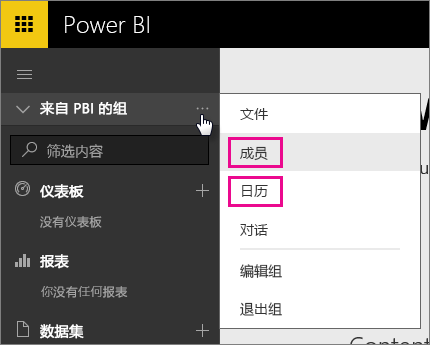 Power BI
来自 PBI 的组
筛选内容
仪表板
没有仪表板
报表
你没有任何报表
数据集
文件
成员
日历
对话
编辑组
退出组
Content